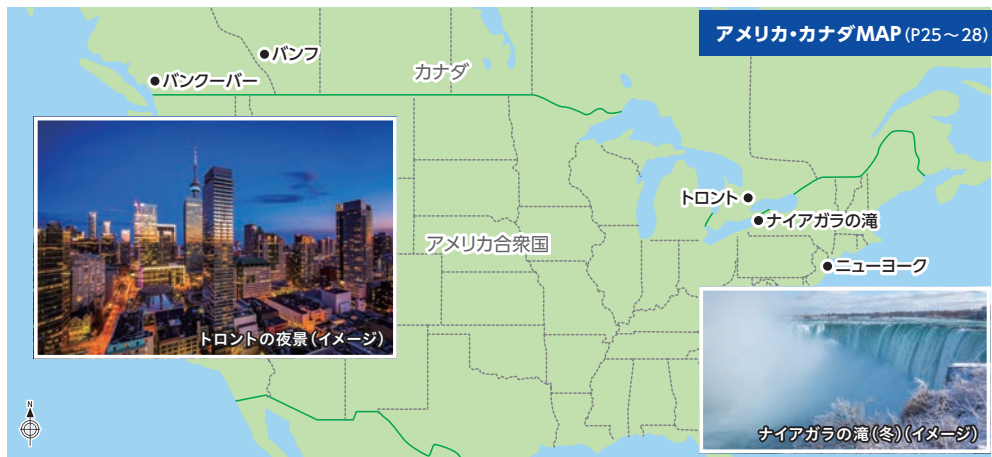 アメリカ・カナダMAP(P25～28)
バンフ
バンクーバー
カナダ
トロント
ナイアガラの滝
アメリカ合衆国
ニューヨーク
トロントの夜景(イメージ)
ナイアガラの滝(冬)(イメージ)
N